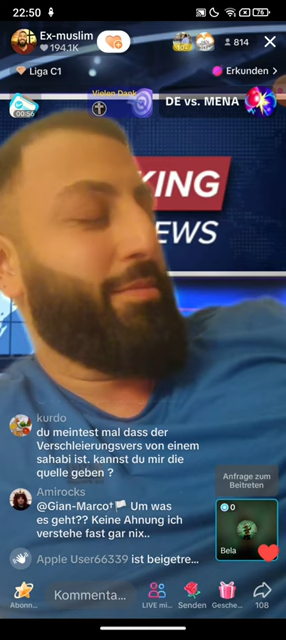 22:50
76
Ex-muslim
194.1K
814
Liga C1
Erkunden
Vielen Dank
00:56
DE vs. MENA
KING
EWS
kurdo
du meintest mal dass der
Verschleierungsvers von einem
sahabi ist. kannst du mir die
quelle geben ?
Amirocks
@Gian-Marco Um was
es geht?? Keine Ahnung ich
verstehe fast gar nix..
Anfrage zum
Beitreten
0
Bela
Apple User66339 ist beigetre...
Abonn...
Kommenta...
LIVE mi...
Senden
Gesche...
108